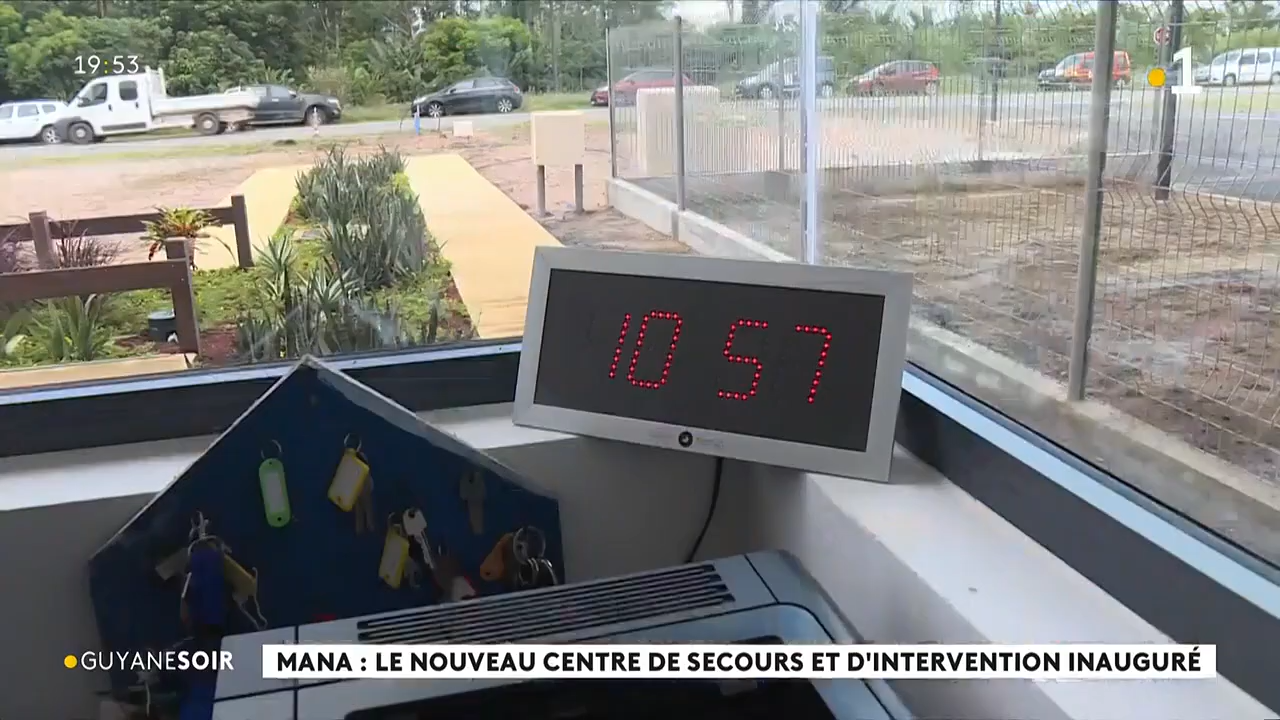 19:53
1
10 57
GUYANESOIR
MANA : LE NOUVEAU CENTRE DE SECOURS ET D'INTERVENTION INAUGURÉ